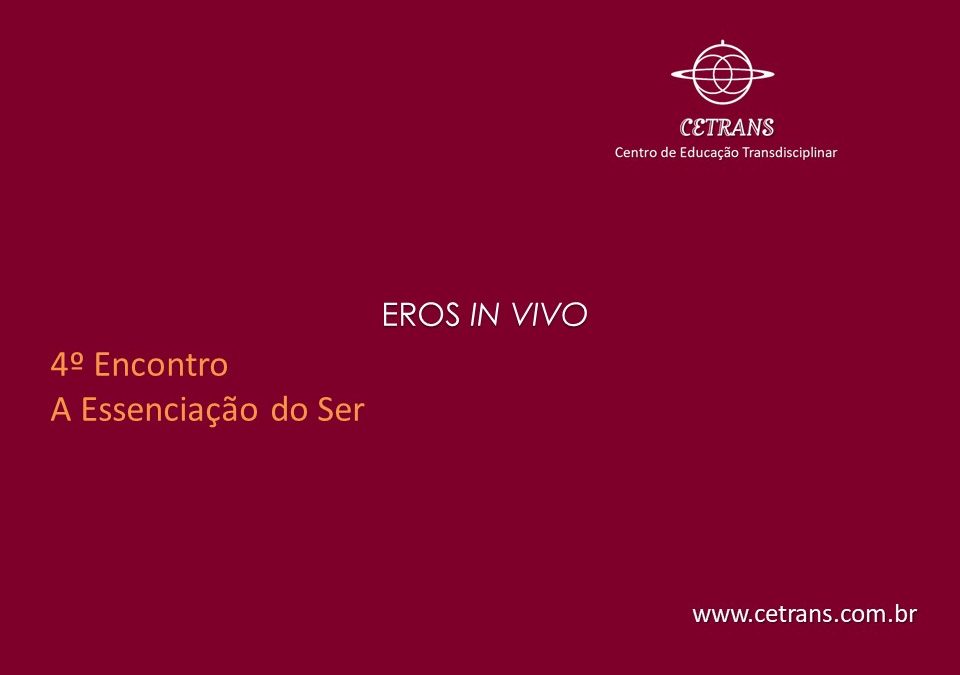 CETRANS
Centro de Educação Transdisciplinar
EROS IN VIVO
4º Encontro
A Essenciação do Ser
www.cetrans.com.br